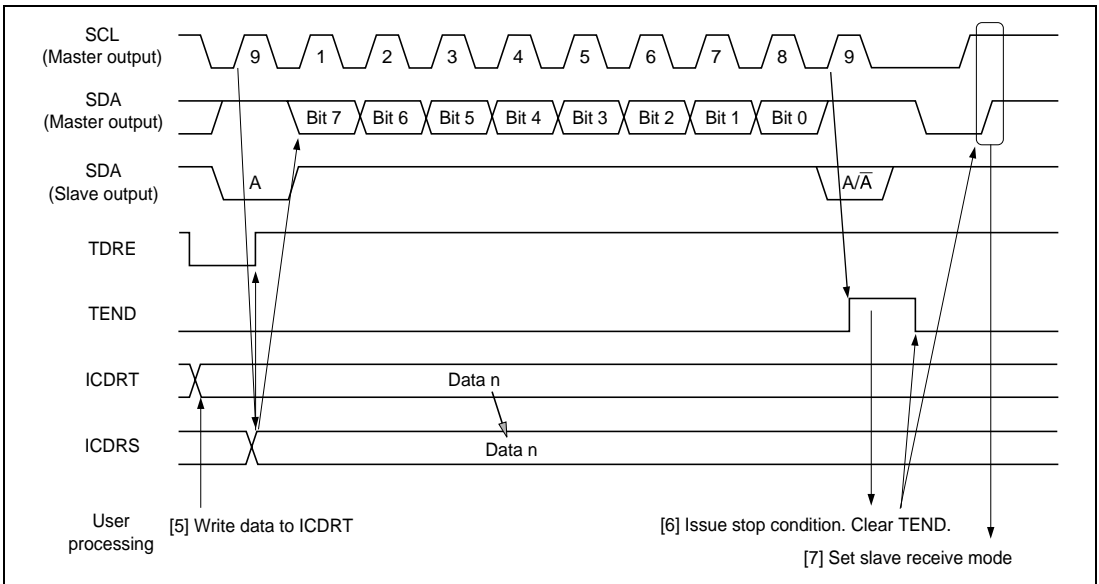 SCL
(Master output)
9 1 2 3 4 5 6 7 8 9
SDA
(Master output)
Bit 7 Bit 6 Bit 5 Bit 4 Bit 3 Bit 2 Bit 1 Bit 0
SDA
(Slave output)
A A/A̅
TDRE
TEND
ICDRT
Data n
ICDRS
Data n
User
processing
[5] Write data to ICDRT
[6] Issue stop condition. Clear TEND.
[7] Set slave receive mode